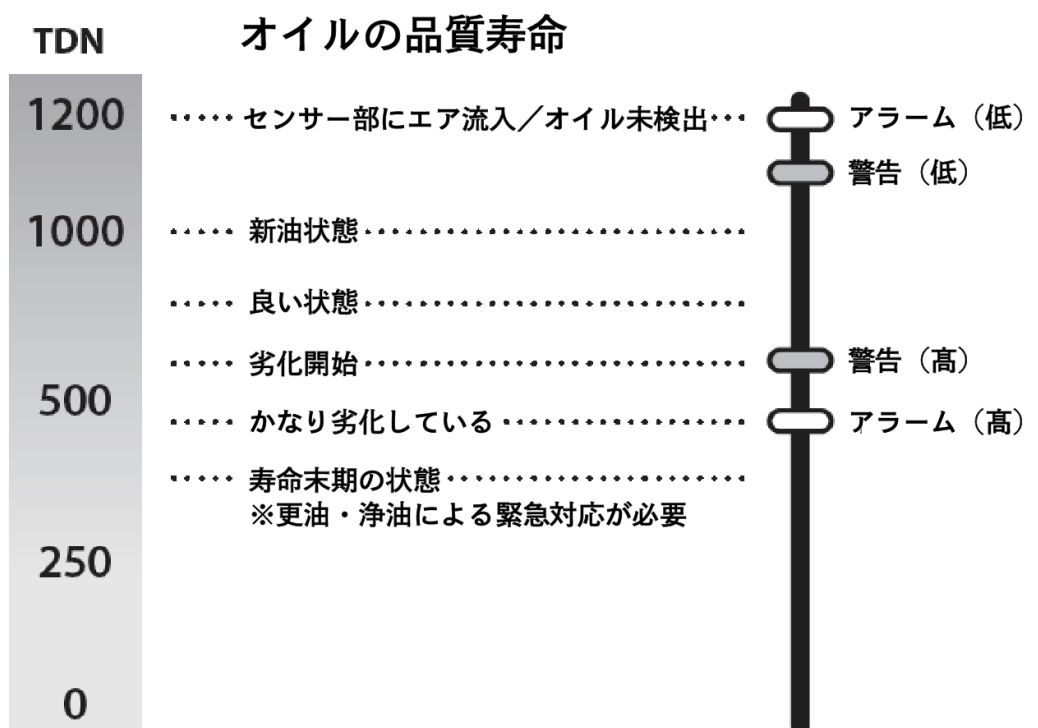 TDN オイルの品質寿命
1200 ····· センサー部にエア流入／オイル未検出··· アラーム（低）
警告（低）
1000 ····· 新油状態
····· 良い状態
····· 劣化開始 警告（髙）
500
····· かなり劣化している アラーム（髙）
····· 寿命末期の状態
※更油・浄油による緊急対応が必要
250
0